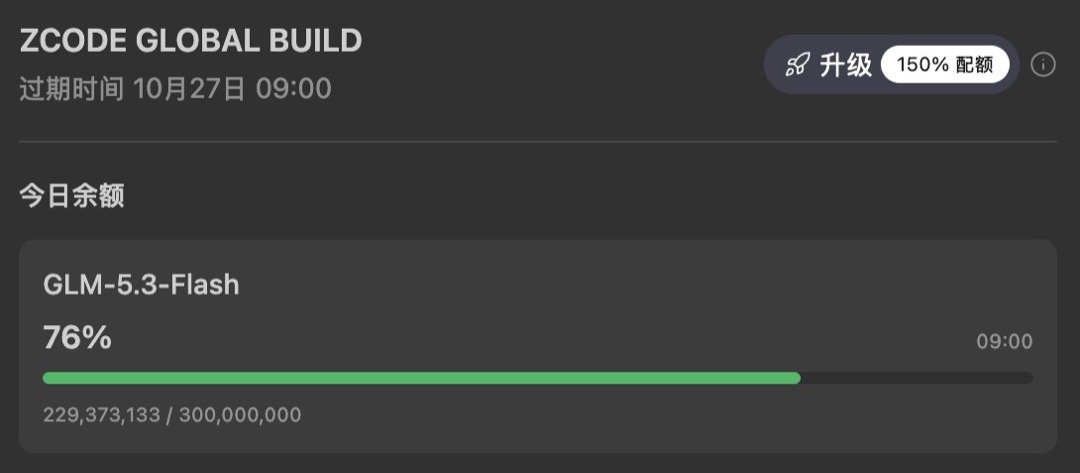 ZCODE GLOBAL BUILD
过期时间 10月27日 09:00
升级 150% 配额
今日余额
GLM-5.3-Flash
76%
09:00
229,373,133 / 300,000,000